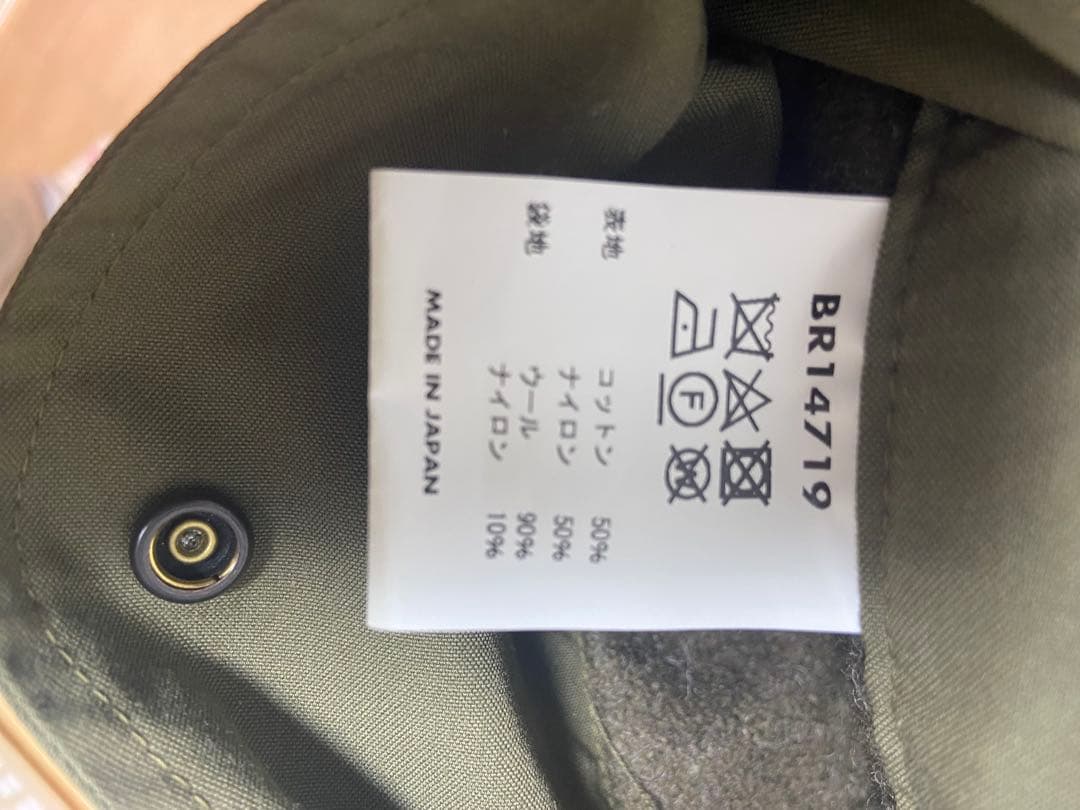 BR14719
F
W
表地 コットン 50%
ナイロン 50%
袋地 ウール 90%
ナイロン 10%
MADE IN JAPAN